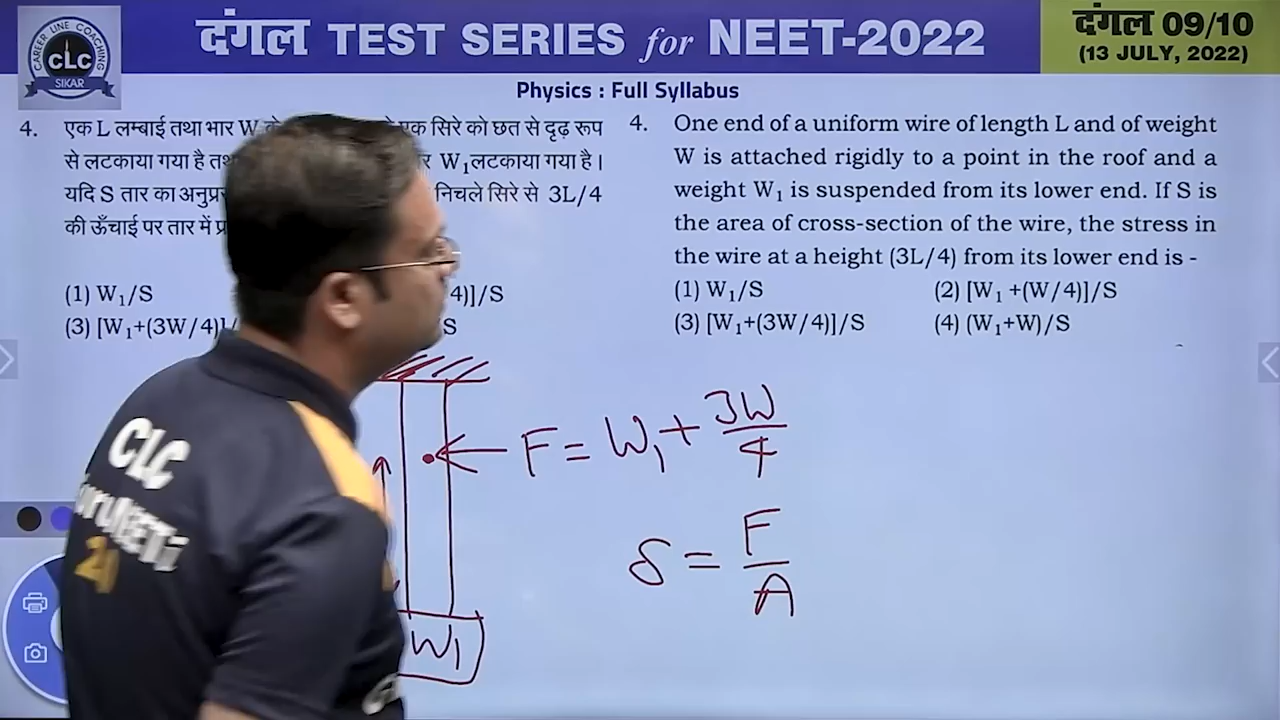 CAREER LINE COACHING
CLC
SIKAR
दंगल TEST SERIES for NEET-2022
दंगल 09/10
(13 JULY, 2022)
Physics : Full Syllabus
4. एक L लम्बाई तथा भार W एक सिरे को छत से दृढ़ रूप
से लटकाया गया है W₁लटकाया गया है।
यदि S तार का निचले सिरे से 3L/4
की ऊँचाई पर तार में
(1) W₁/S
4)]/S
(3) [W₁+(3W/4)]/
S
4. One end of a uniform wire of length L and of weight
W is attached rigidly to a point in the roof and a
weight W₁ is suspended from its lower end. If S is
the area of cross-section of the wire, the stress in
the wire at a height (3L/4) from its lower end is -
(1) W₁/S (2) [W₁ +(W/4)]/S
(3) [W₁+(3W/4)]/S (4) (W₁+W)/S
F = W₁ + 3W/4
δ = F/A
W₁
CLC
20